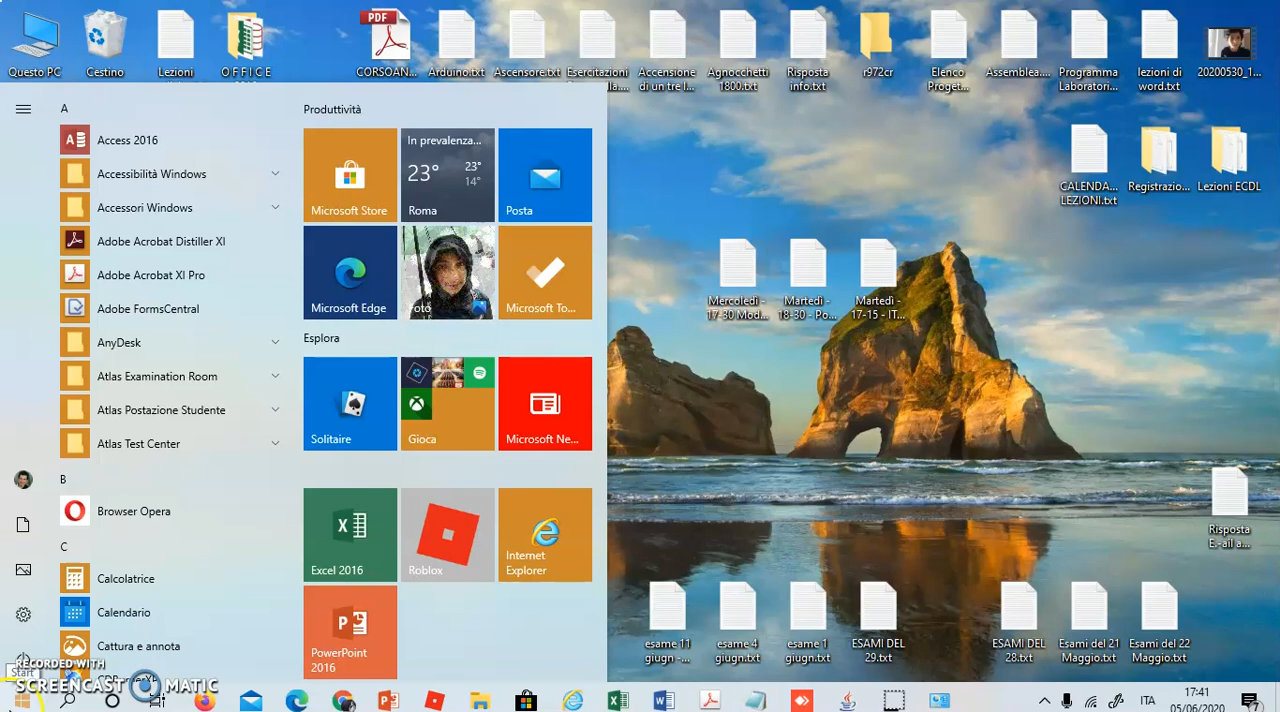 Questo PC
Cestino
Lezioni
O F F I C E
PDF
CORSOAN...
Arduino.txt
Ascensore.txt
Esercitazioni
Accensione
di un tre l...
Agnocchetti
1800.txt
Risposta
info.txt
r972cr
Elenco
Proget...
Assemblea....
Programma
Laboratori...
lezioni di
word.txt
20200530_1...
CALENDA...
LEZIONI.txt
Registrazio...
Lezioni ECDL
Mercoledì -
17-30 Mod...
Martedì -
18-30 - Po...
Martedì -
17-15 - IT...
Risposta
E.-ail a...
esame 11
giugn -...
esame 4
giugn.txt
esame 1
giugn.txt
ESAMI DEL
29.txt
ESAMI DEL
28.txt
Esami del 21
Maggio.txt
Esami del 22
Maggio.txt
A
Access 2016
Accessibilità Windows
Accessori Windows
Adobe Acrobat Distiller XI
Adobe Acrobat XI Pro
Adobe FormsCentral
AnyDesk
Atlas Examination Room
Atlas Postazione Studente
Atlas Test Center
B
Browser Opera
C
Calcolatrice
Calendario
Cattura e annota
Produttività
Microsoft Store
In prevalenza...
23°
23°
14°
Roma
Posta
Microsoft Edge
Foto
Microsoft To...
Esplora
Solitaire
Gioca
Microsoft Ne...
Excel 2016
Roblox
Internet
Explorer
PowerPoint
2016
Start
RECORDED WITH
SCREENCAST MATIC
ITA
17:41
05/06/2020
7